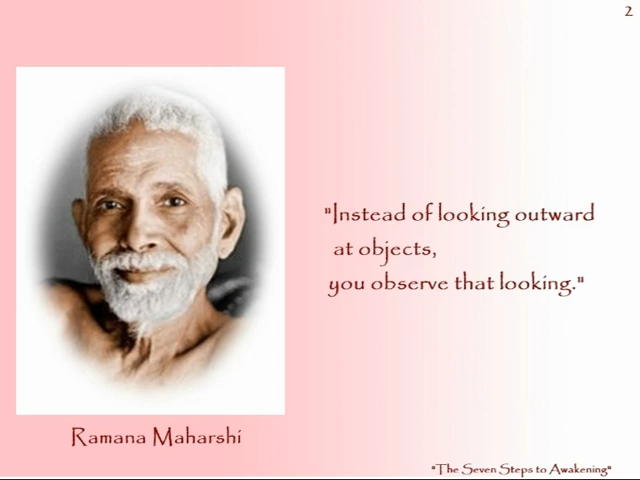 2
"Instead of looking outward
at objects,
you observe that looking."
Ramana Maharshi
"The Seven Steps to Awakening"